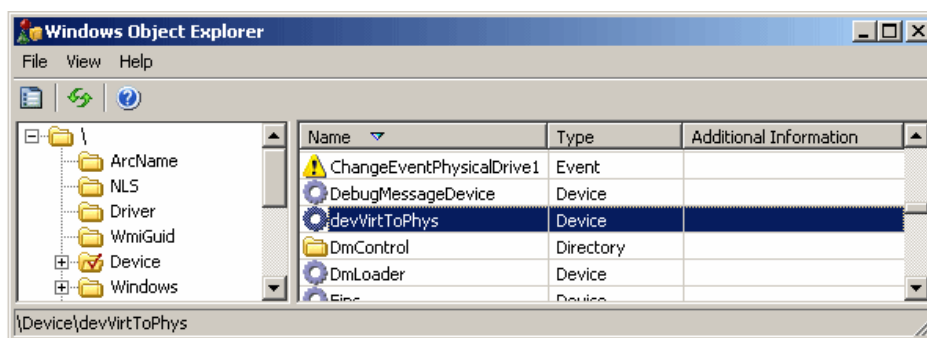 Windows Object Explorer
File View Help
\
ArcName
NLS
Driver
WmiGuid
Device
Windows
Name Type Additional Information
ChangeEventPhysicalDrive1 Event
DebugMessageDevice Device
devVirtToPhys Device
DmControl Directory
DmLoader Device
\Device\devVirtToPhys